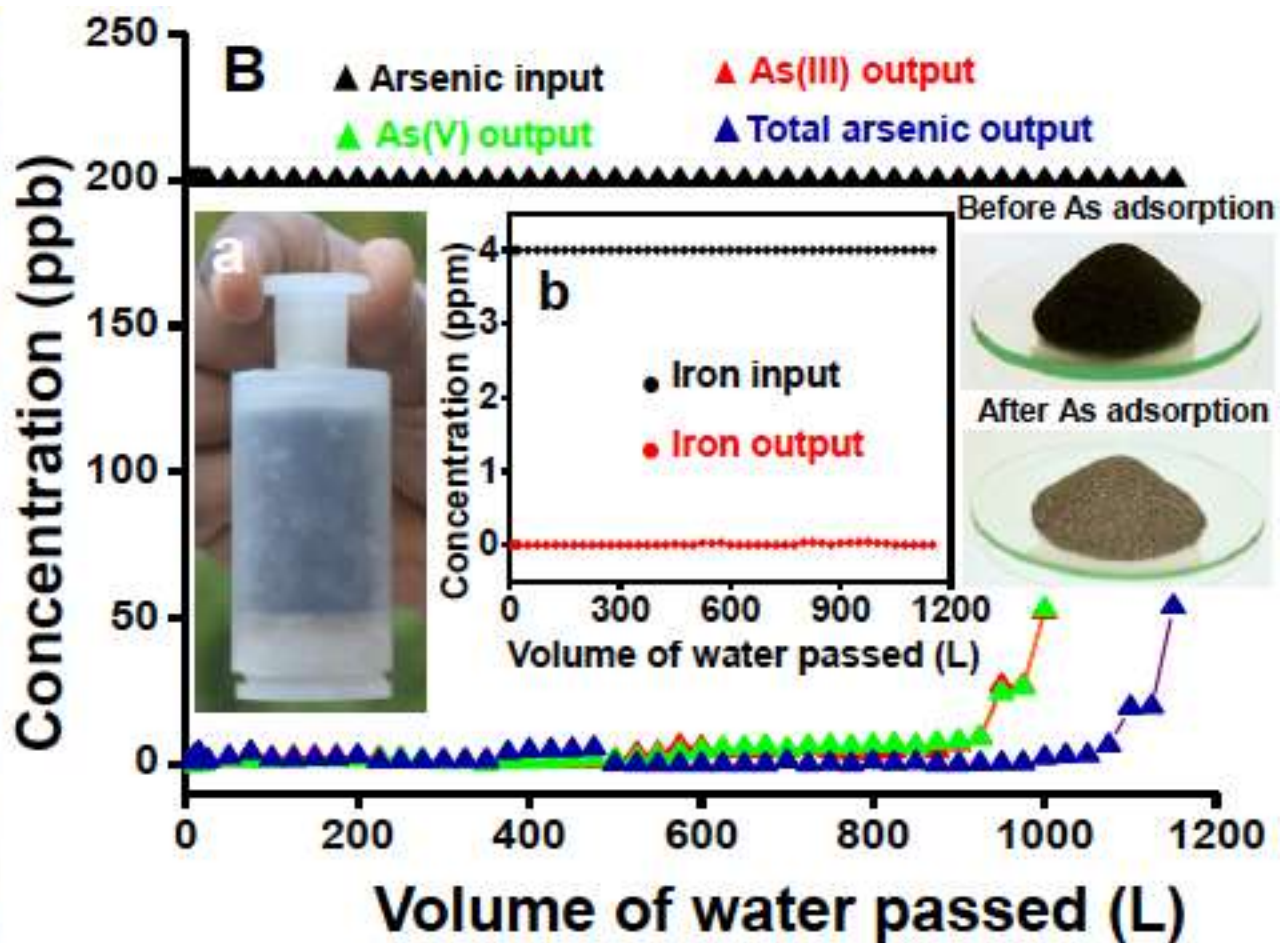 B
Arsenic input
As(III) output
As(V) output
Total arsenic output
250
200
150
100
50
0
Concentration (ppb)
0 200 400 600 800 1000 1200
Volume of water passed (L)
a
b
4
3
2
1
0
Concentration (ppm)
Iron input
Iron output
0 300 600 900 1200
Volume of water passed (L)
Before As adsorption
After As adsorption